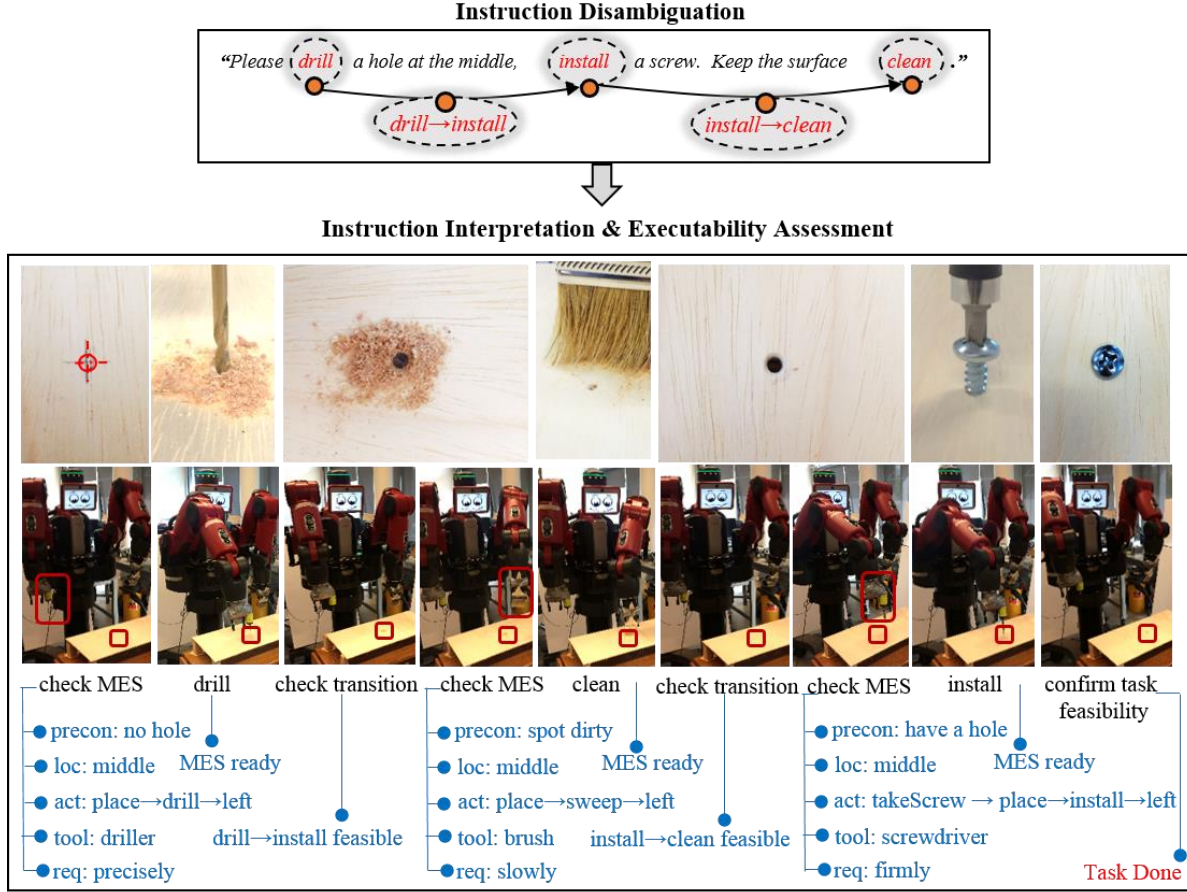 Instruction Disambiguation
“Please drill a hole at the middle, install a screw. Keep the surface clean .”
drill→install install→clean
Instruction Interpretation & Executability Assessment
check MES drill check transition check MES clean check transition check MES install confirm task feasibility
precon: no hole
loc: middle
act: place→drill→left
tool: driller
req: precisely
MES ready
drill→install feasible
precon: spot dirty
loc: middle
act: place→sweep→left
tool: brush
req: slowly
MES ready
install→clean feasible
precon: have a hole
loc: middle
act: takeScrew → place→install→left
tool: screwdriver
req: firmly
MES ready
Task Done